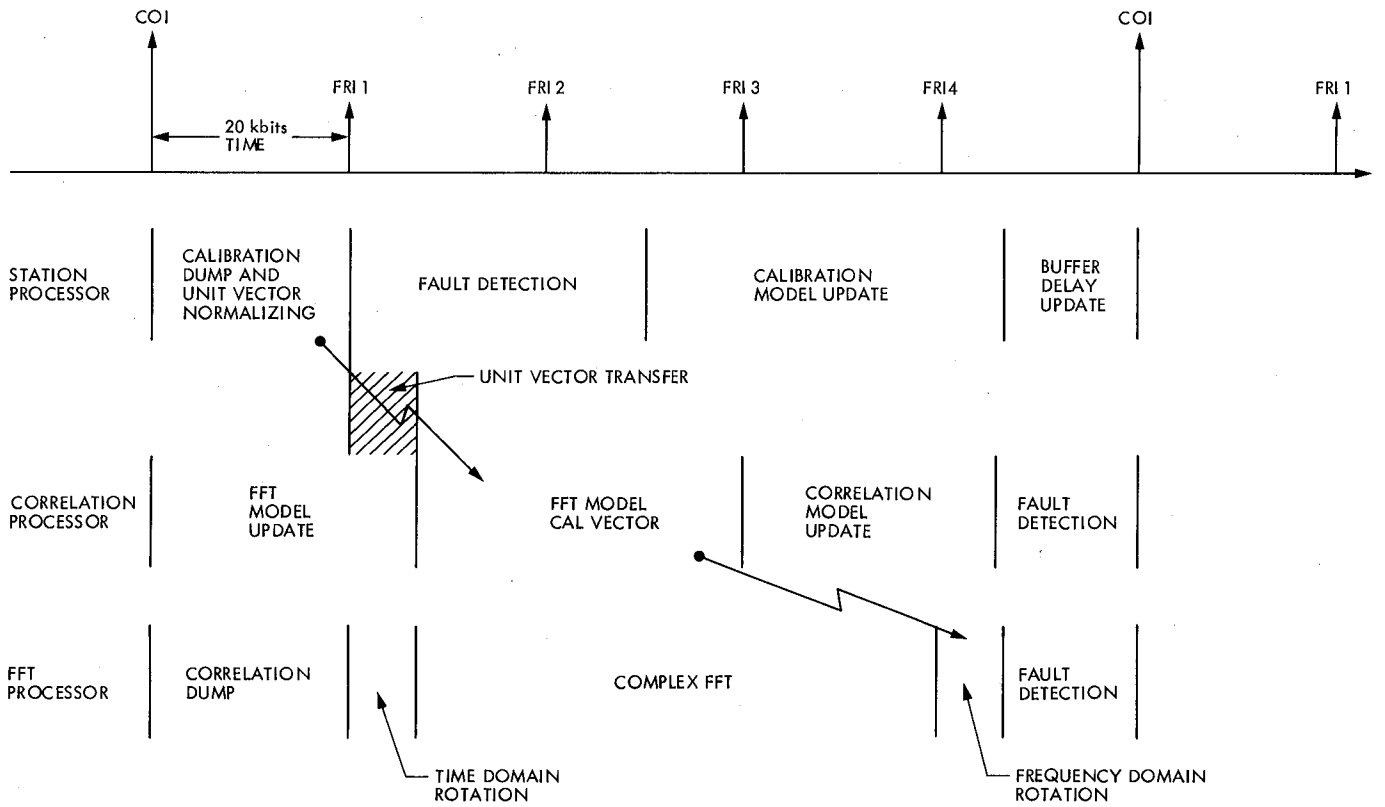 COI
COI
FRI 1
FRI 2
FRI 3
FRI4
FRI 1
20 kbits
TIME
STATION
PROCESSOR
CALIBRATION
DUMP AND
UNIT VECTOR
NORMALIZING
FAULT DETECTION
CALIBRATION
MODEL UPDATE
BUFFER
DELAY
UPDATE
UNIT VECTOR TRANSFER
CORRELATION
PROCESSOR
FFT
MODEL
UPDATE
FFT MODEL
CAL VECTOR
CORRELATION
MODEL
UPDATE
FAULT
DETECTION
FFT
PROCESSOR
CORRELATION
DUMP
COMPLEX FFT
FAULT
DETECTION
TIME DOMAIN
ROTATION
FREQUENCY DOMAIN
ROTATION